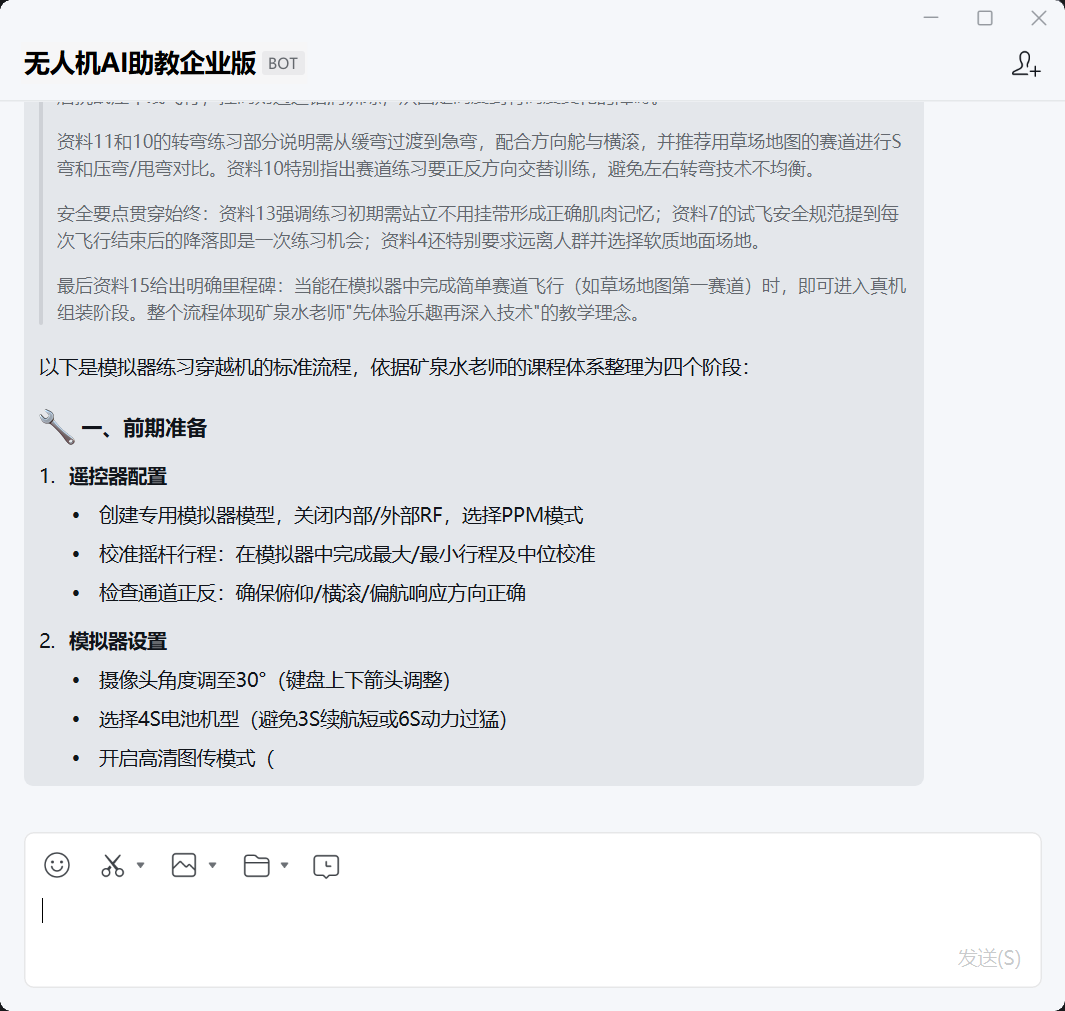 无人机AI助教企业版 BOT
资料11和10的转弯练习部分说明需从缓弯过渡到急弯，配合方向舵与横滚，并推荐用草场地图的赛道进行S
弯和压弯/甩弯对比。资料10特别指出赛道练习要正反方向交替训练，避免左右转弯技术不均衡。
安全要点贯穿始终：资料13强调练习初期需站立不用挂带形成正确肌肉记忆；资料7的试飞安全规范提到每
次飞行结束后的降落即是一次练习机会；资料4还特别要求远离人群并选择软质地面场地。
最后资料15给出明确里程碑：当能在模拟器中完成简单赛道飞行（如草场地图第一赛道）时，即可进入真机
组装阶段。整个流程体现矿泉水老师"先体验乐趣再深入技术"的教学理念。
以下是模拟器练习穿越机的标准流程，依据矿泉水老师的课程体系整理为四个阶段：
🔧 一、前期准备
1. 遥控器配置
• 创建专用模拟器模型，关闭内部/外部RF，选择PPM模式
• 校准摇杆行程：在模拟器中完成最大/最小行程及中位校准
• 检查通道正反：确保俯仰/横滚/偏航响应方向正确
2. 模拟器设置
• 摄像头角度调至30°（键盘上下箭头调整）
• 选择4S电池机型（避免3S续航短或6S动力过猛）
• 开启高清图传模式（
发送(S)